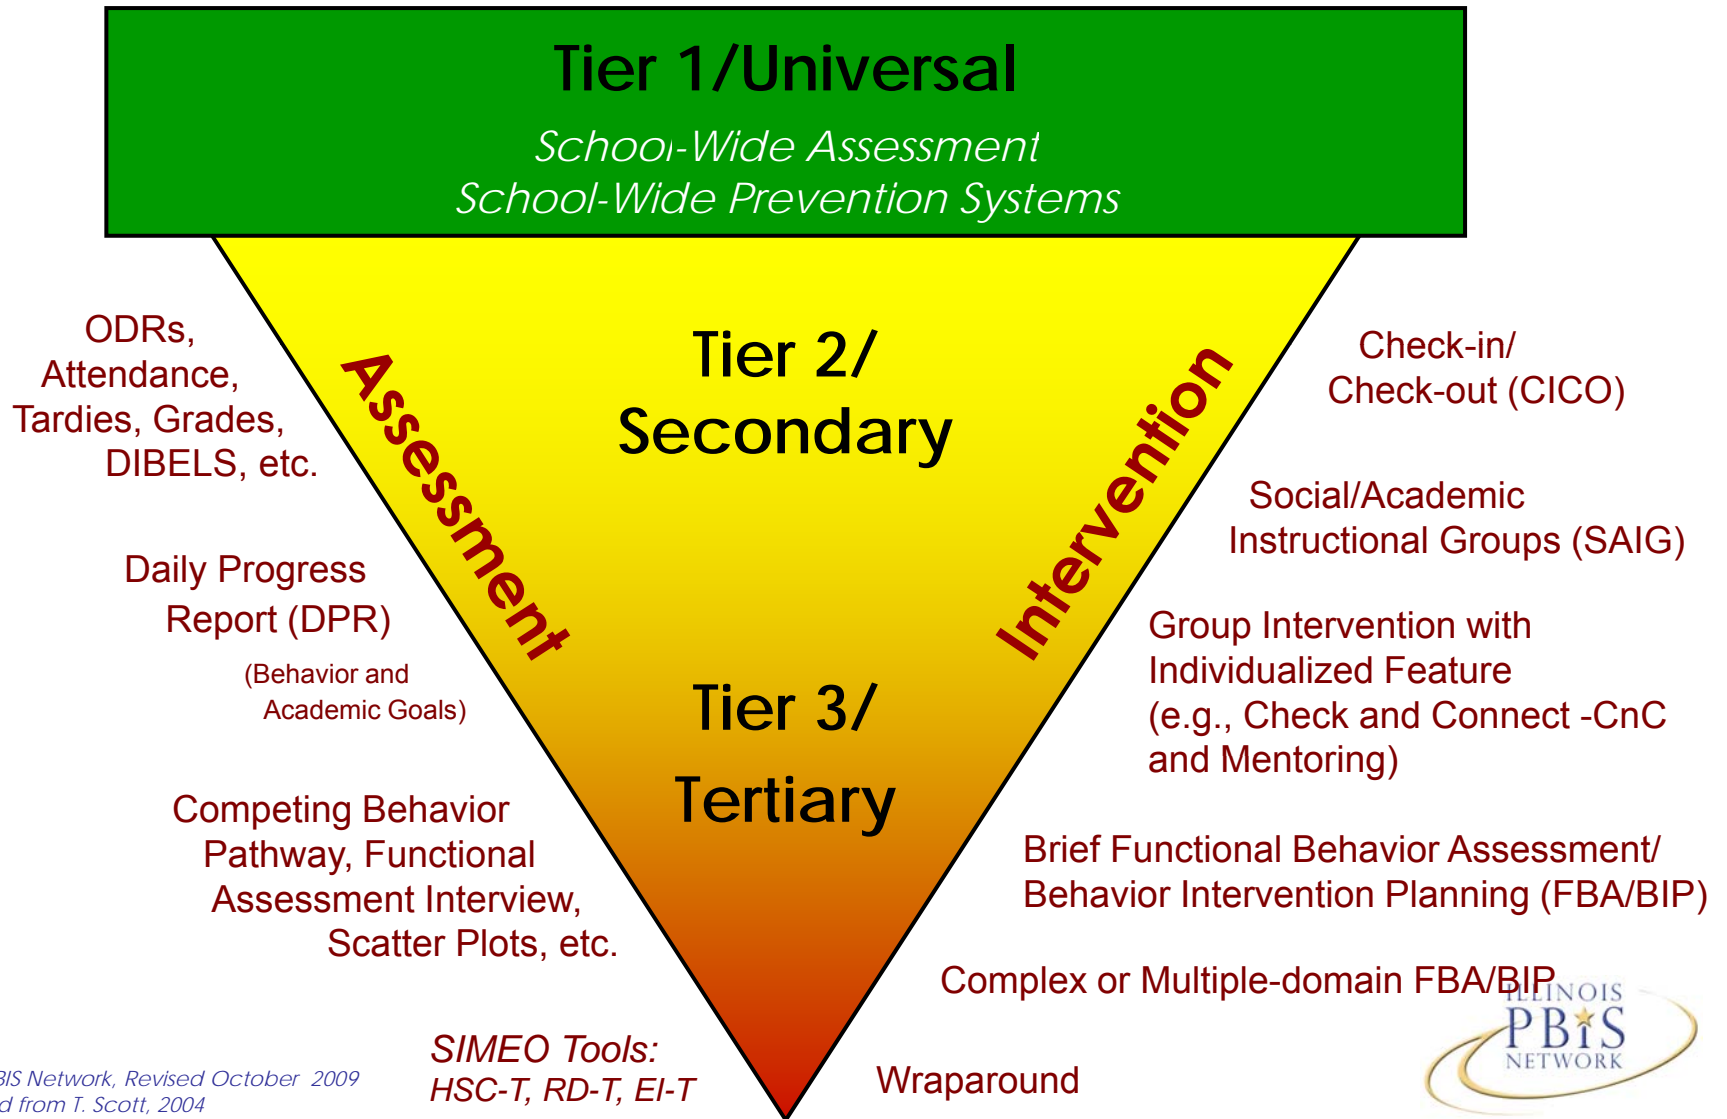 Tier 1/Universal
School-Wide Assessment
School-Wide Prevention Systems
ODRs,
Attendance,
Tardies, Grades,
DIBELS, etc.
Daily Progress
Report (DPR)
(Behavior and
Academic Goals)
Competing Behavior
Pathway, Functional
Assessment Interview,
Scatter Plots, etc.
SIMEO Tools:
HSC-T, RD-T, EI-T
Assessment
Tier 2/
Secondary
Tier 3/
Tertiary
Intervention
Check-in/
Check-out (CICO)
Social/Academic
Instructional Groups (SAIG)
Group Intervention with
Individualized Feature
(e.g., Check and Connect -CnC
and Mentoring)
Brief Functional Behavior Assessment/
Behavior Intervention Planning (FBA/BIP)
Complex or Multiple-domain FBA/BIP
Wraparound
ILLINOIS
PBIS
NETWORK
Network, Revised October 2009
from T. Scott, 2004